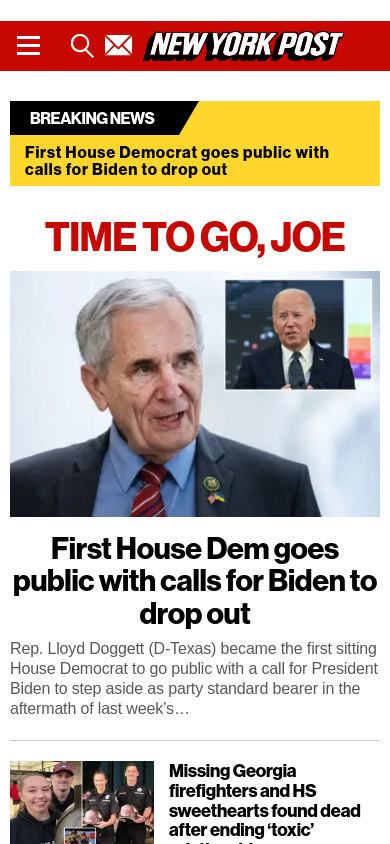 NEW YORK POST
BREAKING NEWS
First House Democrat goes public with
calls for Biden to drop out
TIME TO GO, JOE
First House Dem goes
public with calls for Biden to
drop out
Rep. Lloyd Doggett (D-Texas) became the first sitting
House Democrat to go public with a call for President
Biden to step aside as party standard bearer in the
aftermath of last week’s…
Missing Georgia
firefighters and HS
sweethearts found dead
after ending ‘toxic’